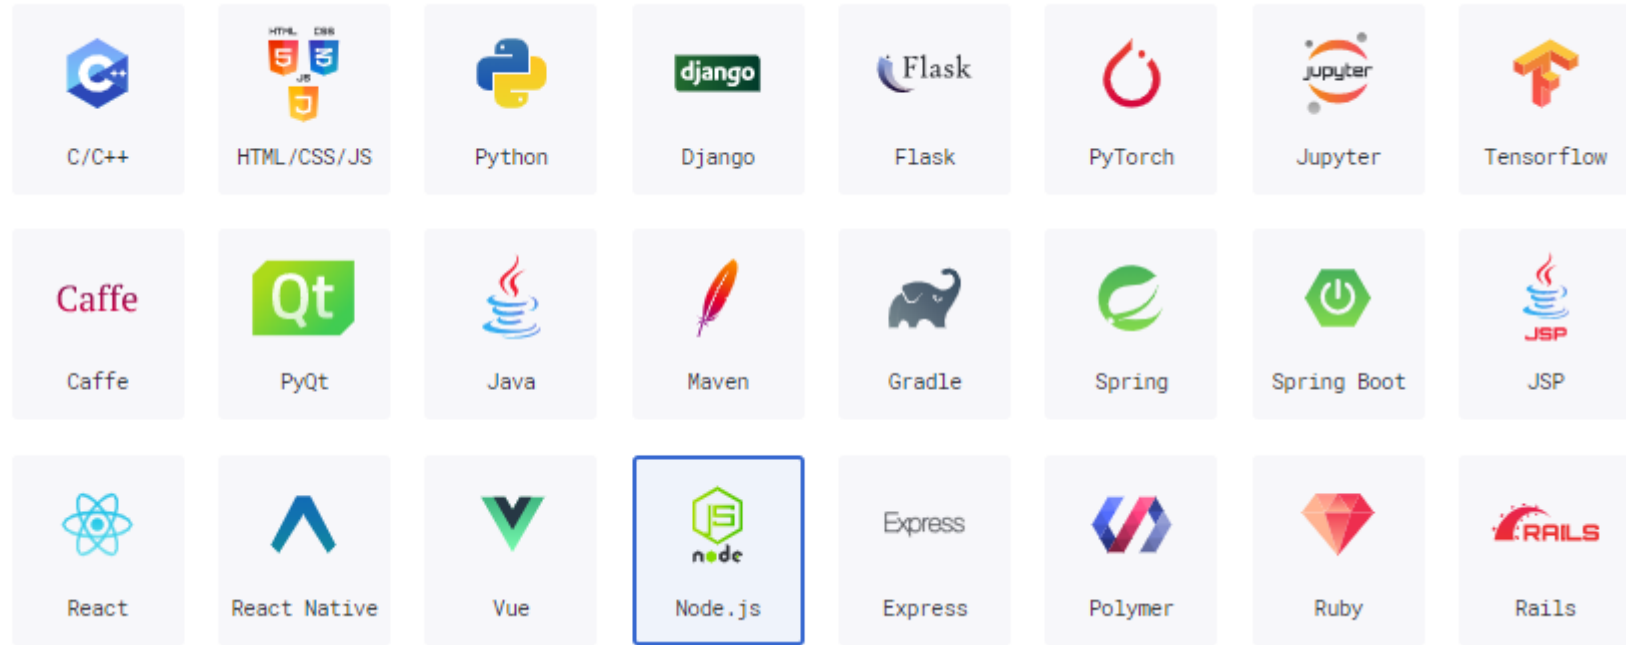 HTML CSS
5 3
JS
C++
django
Flask
jupyter
C/C++
HTML/CSS/JS
Python
Django
Flask
PyTorch
Jupyter
Tensorflow
Caffe
Qt
JSP
Caffe
PyQt
Java
Maven
Gradle
Spring
Spring Boot
JSP
JS
node
Express
RAILS
React
React Native
Vue
Node.js
Express
Polymer
Ruby
Rails